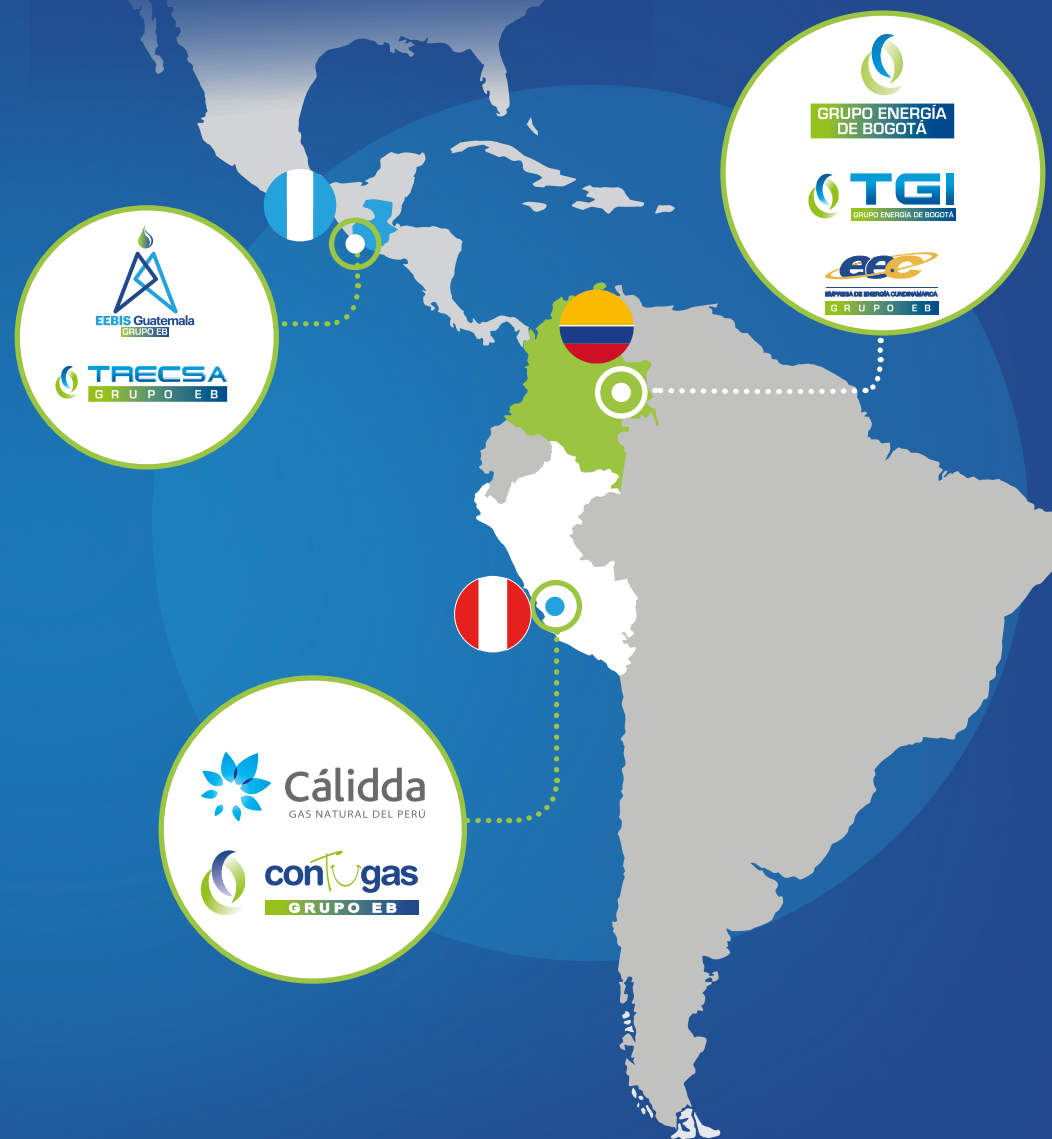 GRUPO ENERGÍA
DE BOGOTÁ
TGI
GRUPO ENERGÍA DE BOGOTÁ
eec
EMPRESA DE ENERGÍA CUNDINAMARCA
GRUPO EB
EEBIS Guatemala
GRUPO EB
TRECSA
GRUPO EB
Cálidda
GAS NATURAL DEL PERÚ
conTUgas
GRUPO EB